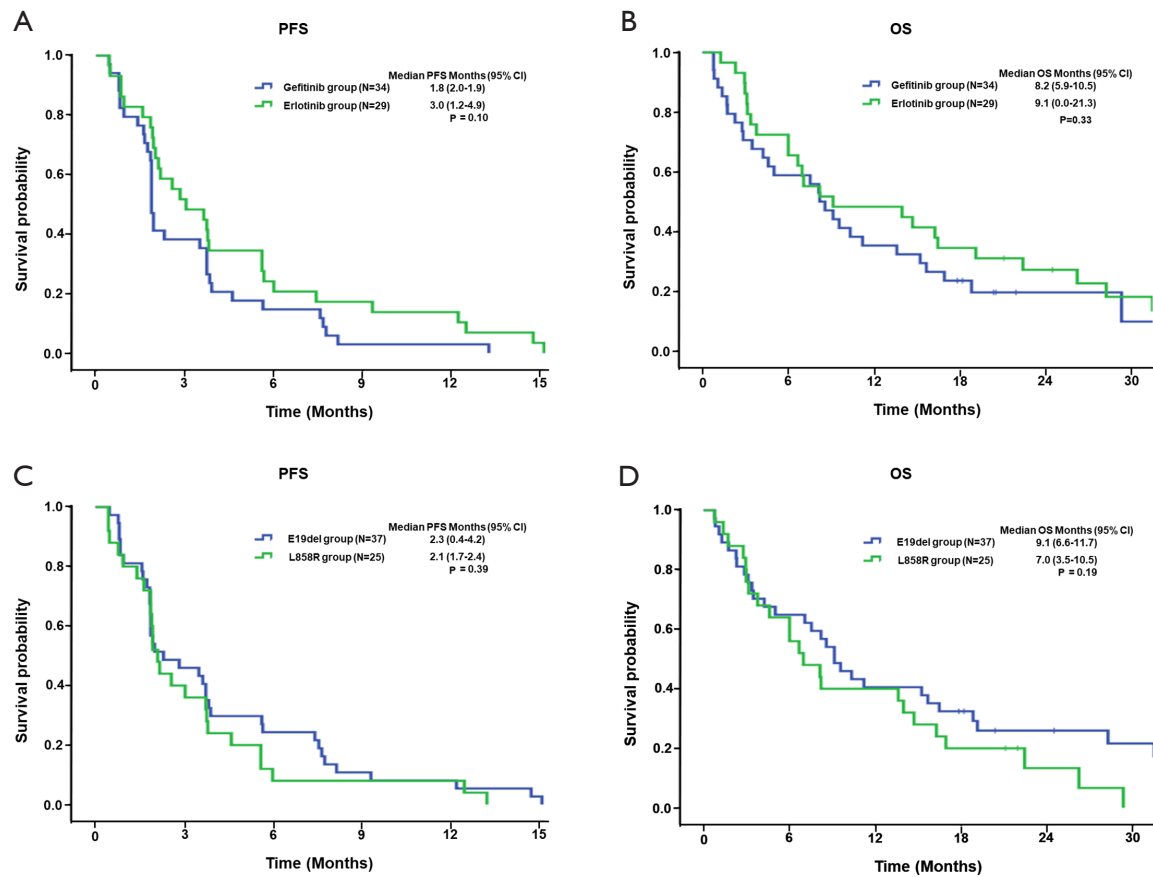 A
PFS
Median PFS Months (95% CI)
Gefitinib group (N=34) 1.8 (2.0-1.9)
Erlotinib group (N=29) 3.0 (1.2-4.9)
P = 0.10
Survival probability
1.0
0.8
0.6
0.4
0.2
0.0
0 3 6 9 12 15
Time (Months)
B
OS
Median OS Months (95% CI)
Gefitinib group (N=34) 8.2 (5.9-10.5)
Erlotinib group (N=29) 9.1 (0.0-21.3)
P=0.33
Survival probability
1.0
0.8
0.6
0.4
0.2
0.0
0 6 12 18 24 30
Time (Months)
C
PFS
Median PFS Months (95% CI)
E19del group (N=37) 2.3 (0.4-4.2)
L858R group (N=25) 2.1 (1.7-2.4)
P = 0.39
Survival probability
1.0
0.8
0.6
0.4
0.2
0.0
0 3 6 9 12 15
Time (Months)
D
OS
Median OS Months (95% CI)
E19del group (N=37) 9.1 (6.6-11.7)
L858R group (N=25) 7.0 (3.5-10.5)
P = 0.19
Survival probability
1.0
0.8
0.6
0.4
0.2
0.0
0 6 12 18 24 30
Time (Months)